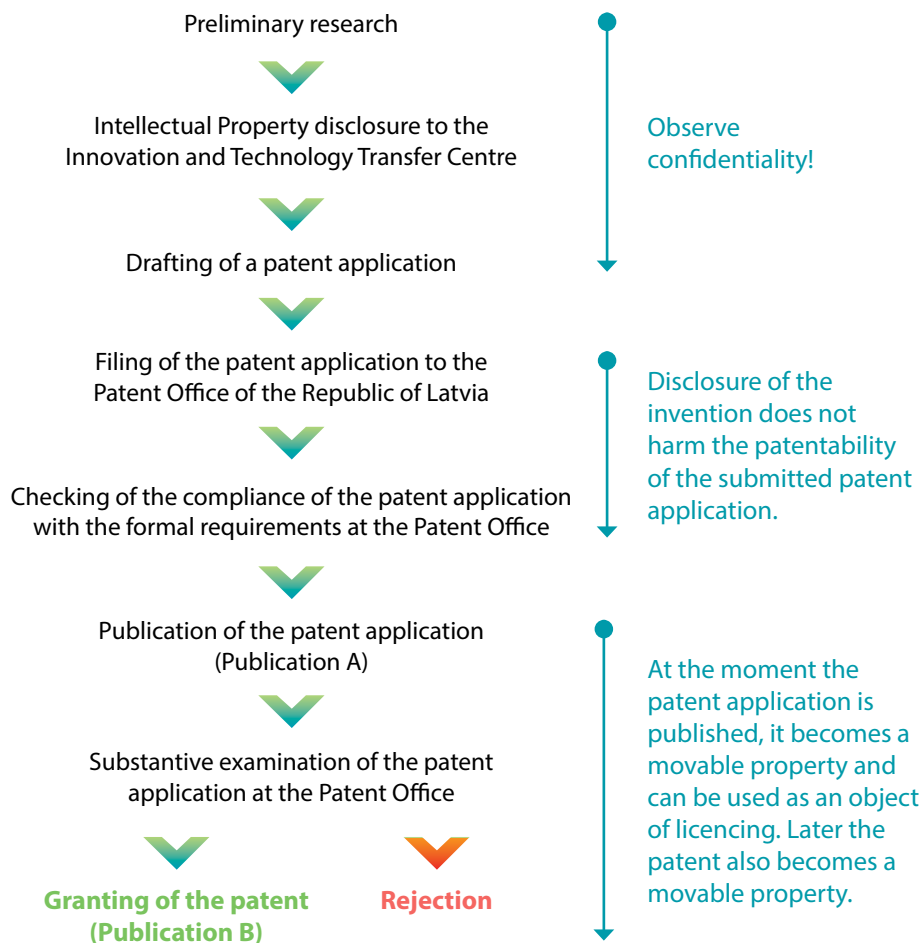 Preliminary research
Intellectual Property disclosure to the
Innovation and Technology Transfer Centre
Observe
confidentiality!
Drafting of a patent application
Filing of the patent application to the
Patent Office of the Republic of Latvia
Disclosure of the
invention does not
harm the patentability
of the submitted patent
application.
Checking of the compliance of the patent application
with the formal requirements at the Patent Office
Publication of the patent application
(Publication A)
At the moment the
patent application is
published, it becomes a
movable property and
can be used as an object
of licencing. Later the
patent also becomes a
movable property.
Substantive examination of the patent
application at the Patent Office
Granting of the patent
(Publication B)
Rejection